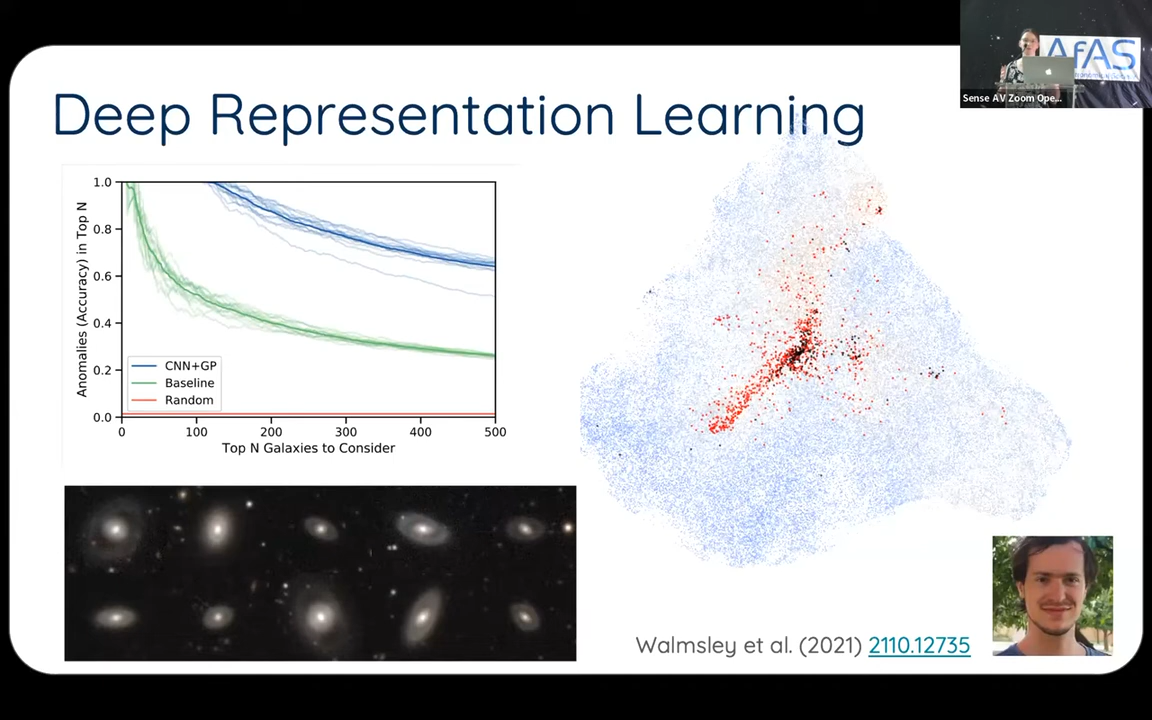 Deep Representation Learning
AfAS
Sense AV Zoom Ope...
Anomalies (Accuracy) in Top N
1.0
0.8
0.6
0.4
0.2
0.0
CNN+GP
Baseline
Random
0 100 200 300 400 500
Top N Galaxies to Consider
Walmsley et al. (2021) 2110.12735